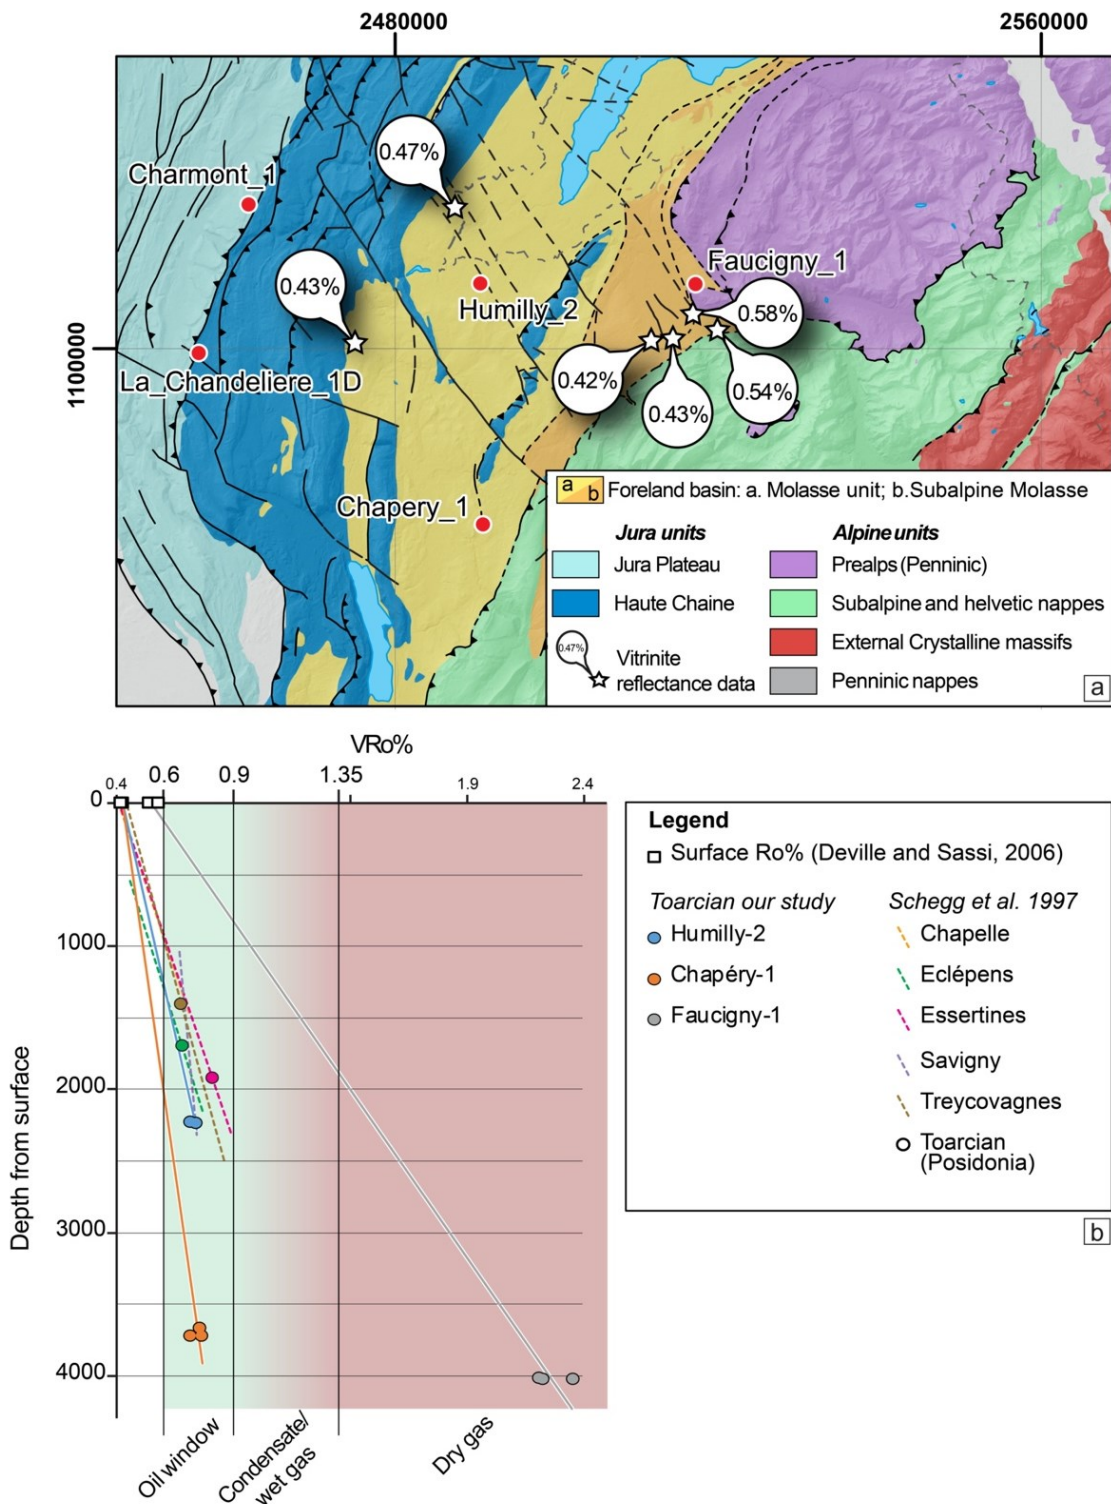 2480000
2560000
0.47%
Charmont_1
0.43%
Humilly_2
Faucigny_1
0.58%
1100000
La_Chandeliere_1D
0.42%
0.43%
0.54%
Chapery_1
a
b
Foreland basin: a. Molasse unit; b.Subalpine Molasse
Jura units
Alpine units
Jura Plateau
Prealps (Penninic)
Haute Chaine
Subalpine and helvetic nappes
0.47%
Vitrinite
reflectance data
External Crystalline massifs
Penninic nappes
a
VRo%
0.4
0.6
0.9
1.35
1.9
2.4
0
1000
2000
3000
4000
Depth from surface
Oil window
Condensate/
wet gas
Dry gas
Legend
Surface Ro% (Deville and Sassi, 2006)
Toarcian our study
Schegg et al. 1997
Humilly-2
Chapelle
Chapéry-1
Eclépens
Faucigny-1
Essertines
Savigny
Treycovagnes
Toarcian
(Posidonia)
b